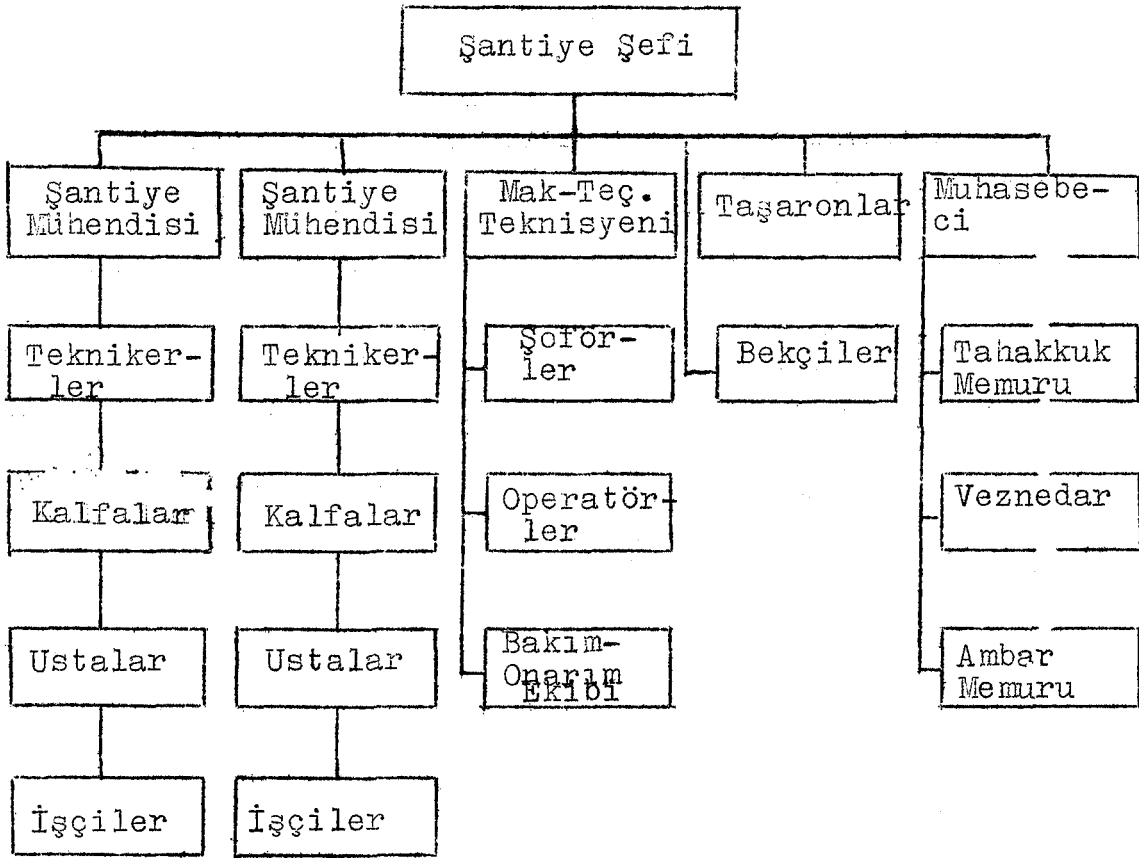 Şantiye Şefi
Şantiye
Mühendisi
Şantiye
Mühendisi
Mak-Teç.
Teknisyeni
Taşaronlar
Muhasebe-
ci
Tekniker-
ler
Tekniker-
ler
Şoför-
ler
Bekçiler
Tahakkuk
Memuru
Kalfalar
Kalfalar
Operatör-
ler
Veznedar
Ustalar
Ustalar
Bakım-
Onarım
Ekibi
Ambar
Memuru
İşçiler
İşçiler